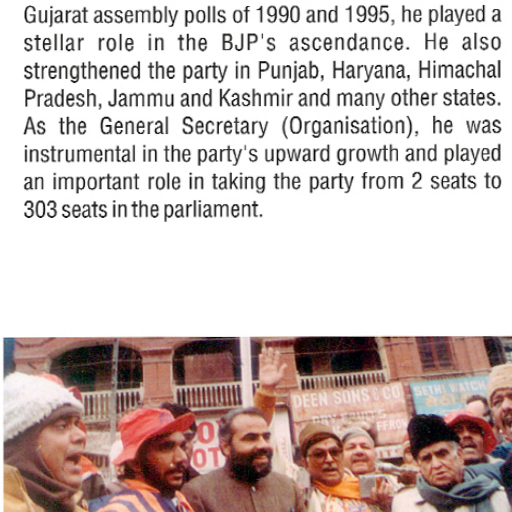 Gujarat assembly polls of 1990 and 1995, he played a
stellar role in the BJP's ascendance. He also
strengthened the party in Punjab, Haryana, Himachal
Pradesh, Jammu and Kashmir and many other states.
As the General Secretary (Organisation), he was
instrumental in the party's upward growth and played
an important role in taking the party from 2 seats to
303 seats in the parliament.
DEEN SONS & CO
SETHI WATCH